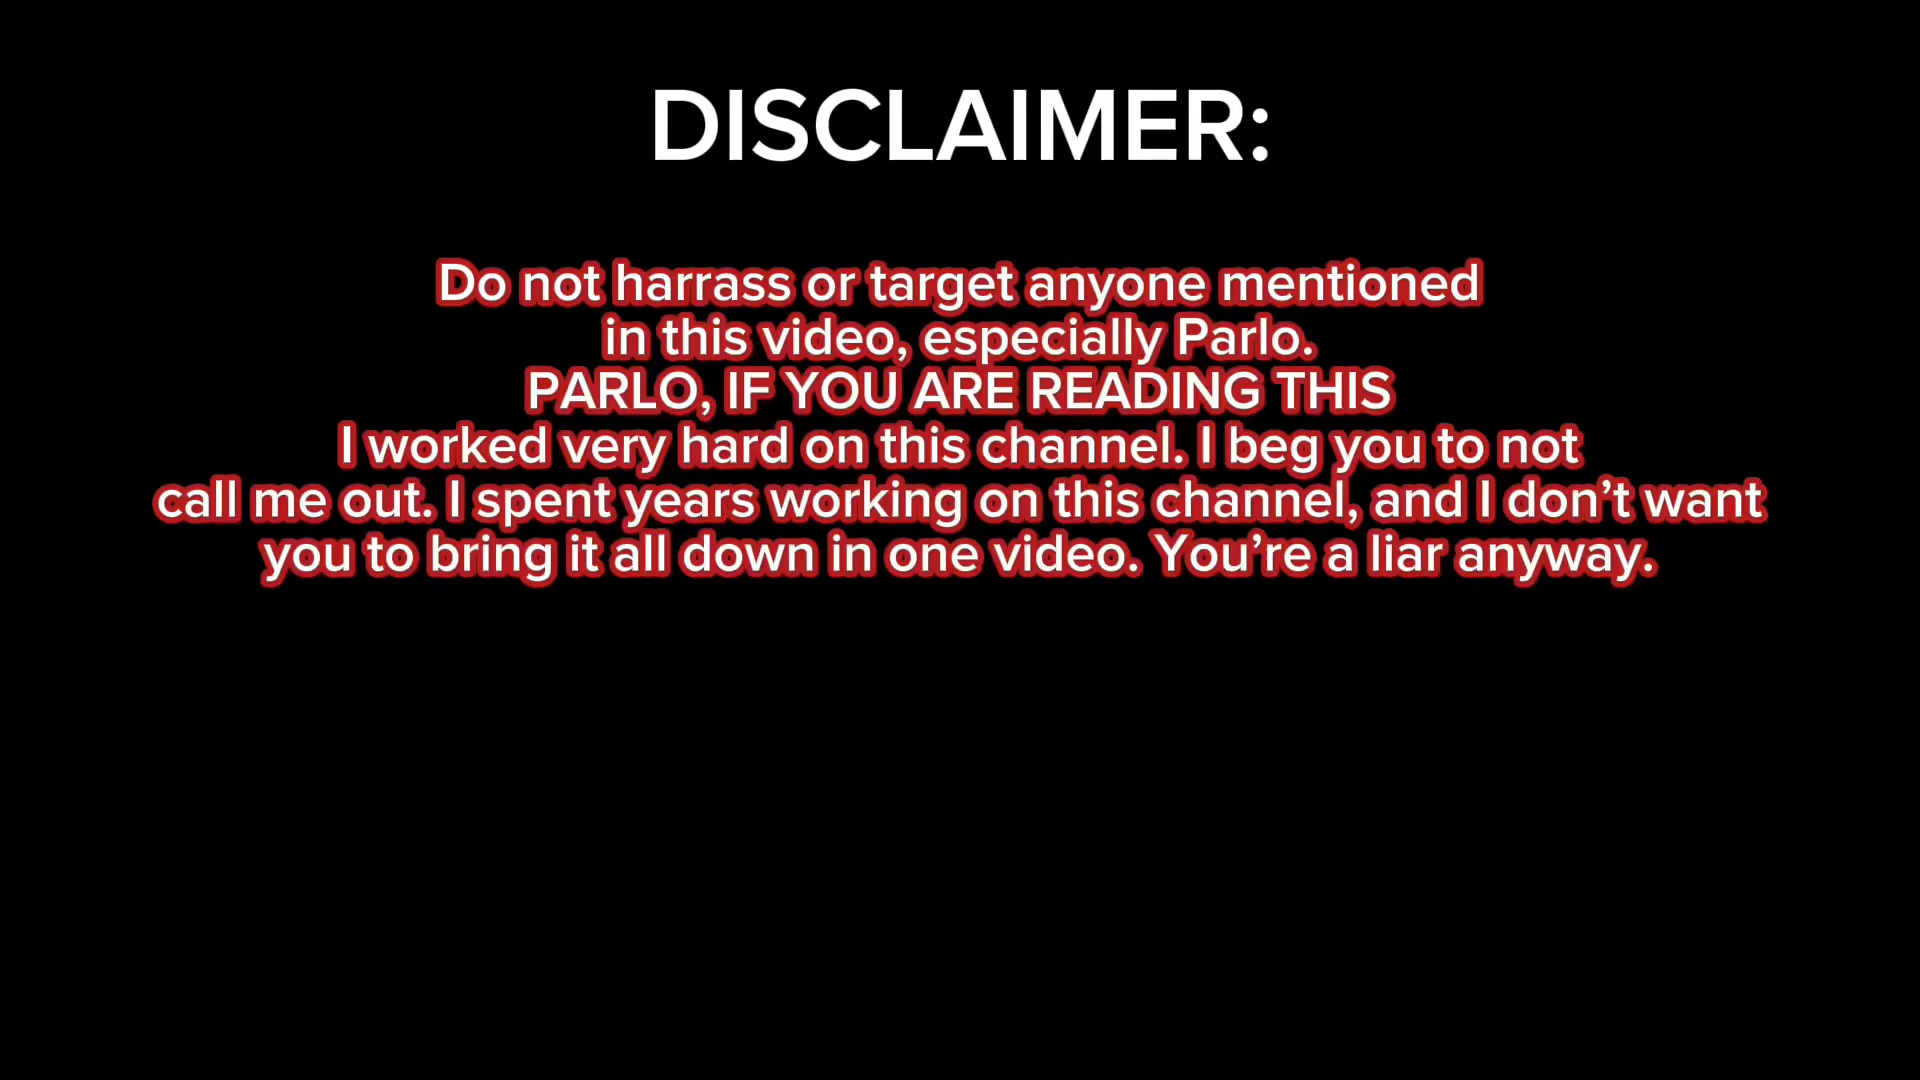 DISCLAIMER:
Do not harrass or target anyone mentioned
in this video, especially Parlo.
PARLO, IF YOU ARE READING THIS
I worked very hard on this channel. I beg you to not
call me out. I spent years working on this channel, and I don’t want
you to bring it all down in one video. You’re a liar anyway.